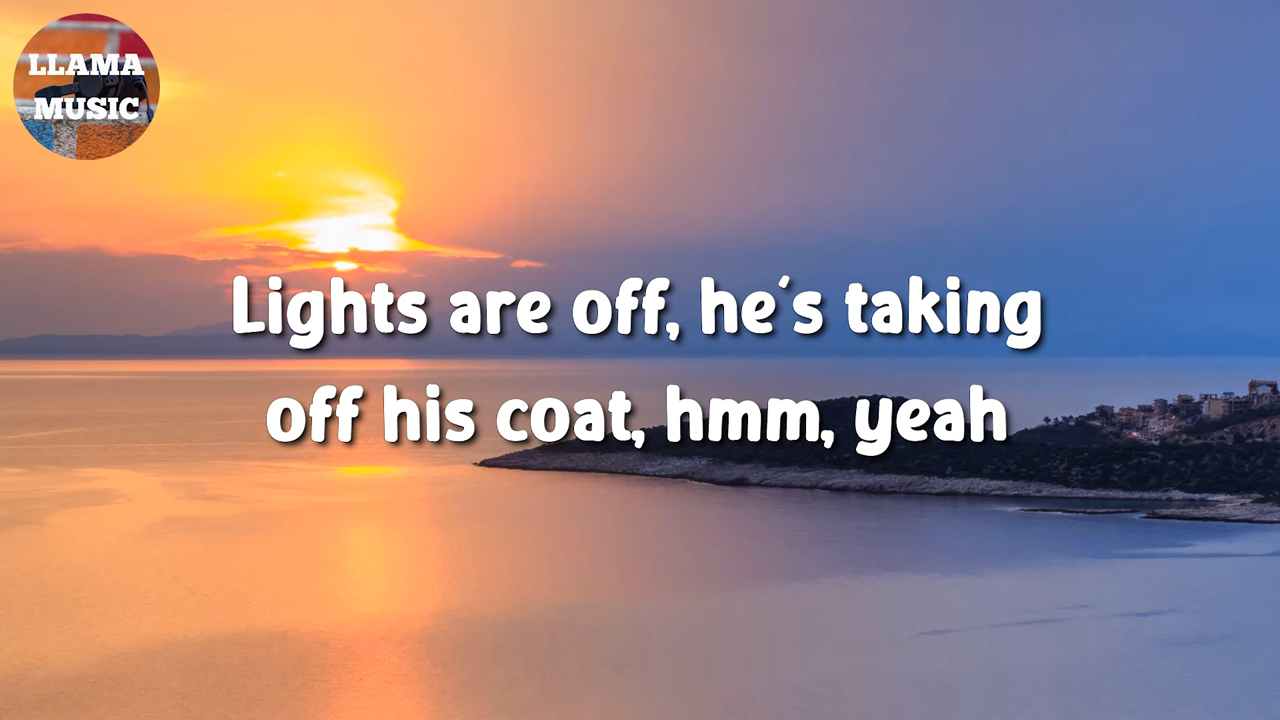 LLAMA
MUSIC
Lights are off, he's taking
off his coat, hmm, yeah